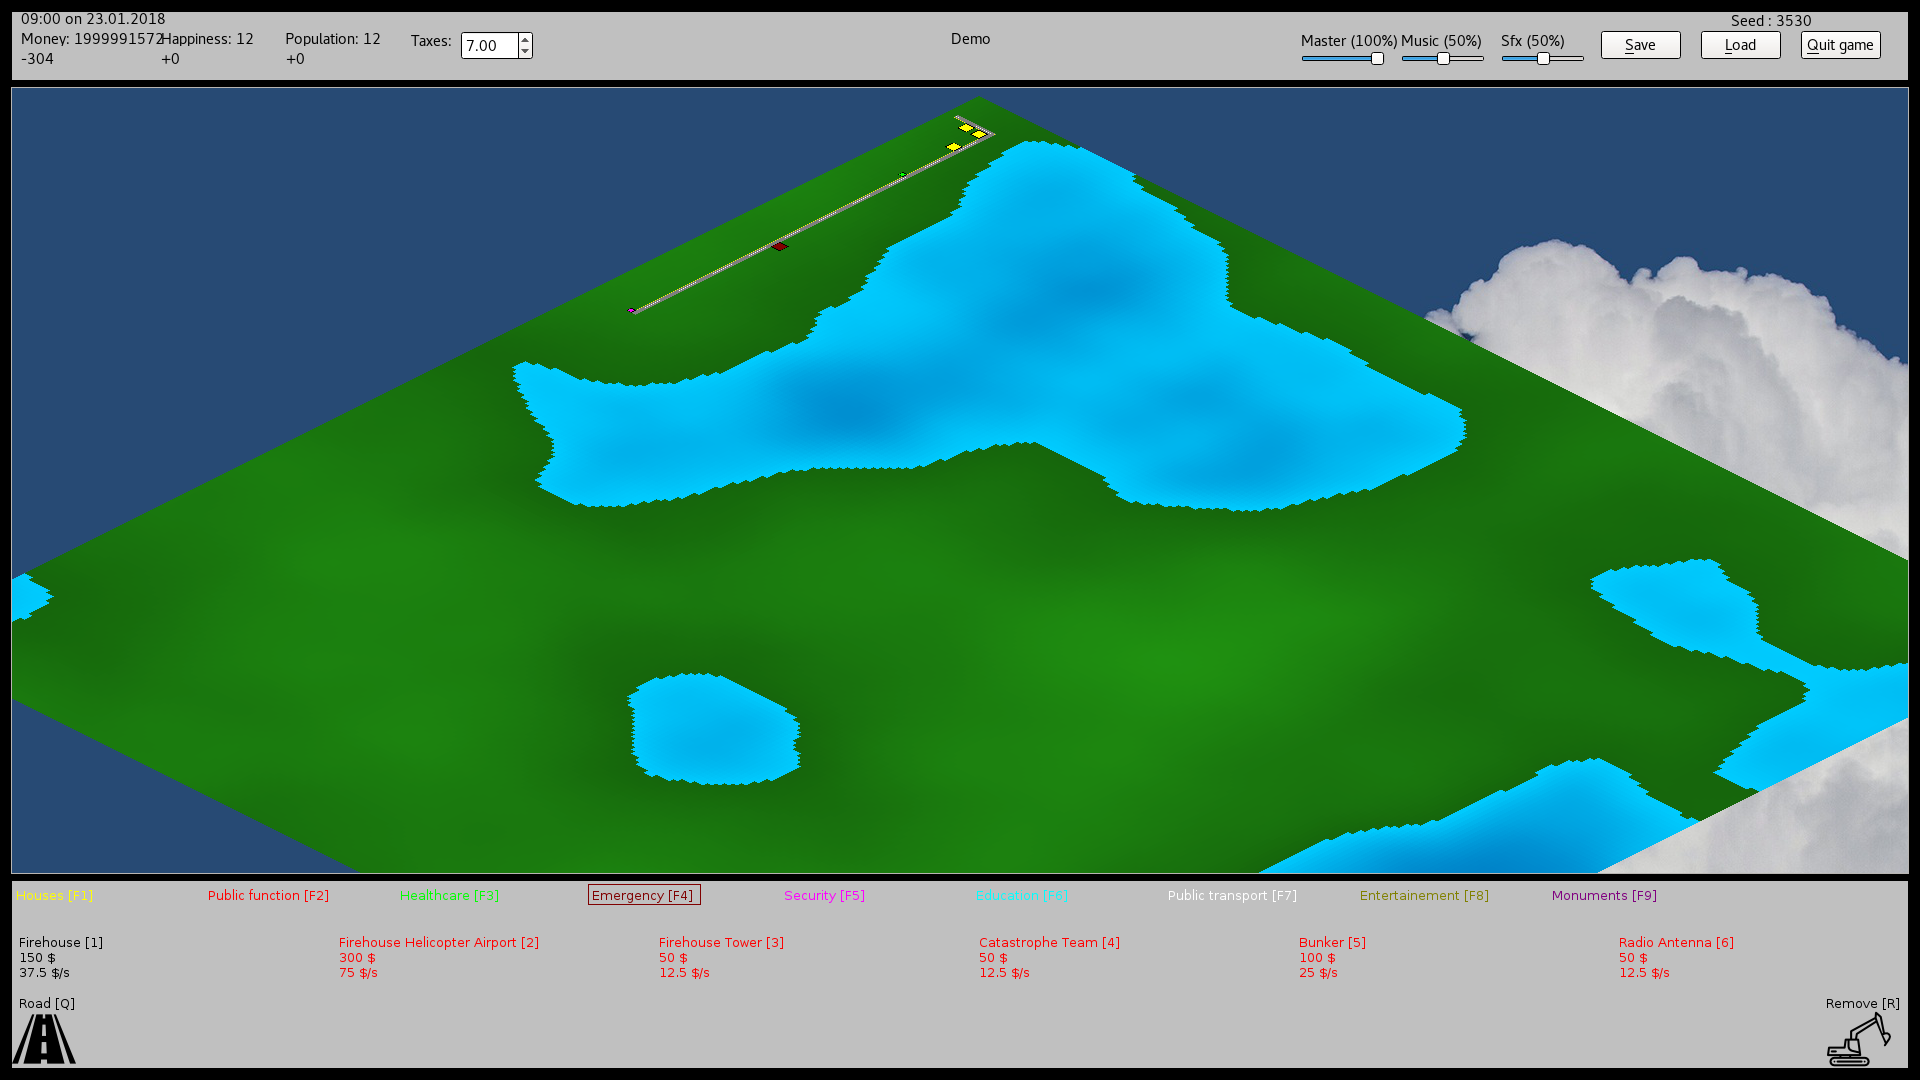 09:00 on 23.01.2018
Seed : 3530
Money: 1999991572 Happiness: 12 Population: 12 Taxes: 7.00 Demo Master (100%) Music (50%) Sfx (50%) Save Load Quit game
-304 +0 +0
Houses [F1] Public function [F2] Healthcare [F3] Emergency [F4] Security [F5] Education [F6] Public transport [F7] Entertainement [F8] Monuments [F9]
Firehouse [1] Firehouse Helicopter Airport [2] Firehouse Tower [3] Catastrophe Team [4] Bunker [5] Radio Antenna [6]
150 $ 300 $ 50 $ 50 $ 100 $ 50 $
37.5 $/s 75 $/s 12.5 $/s 12.5 $/s 25 $/s 12.5 $/s
Road [Q] Remove [R]